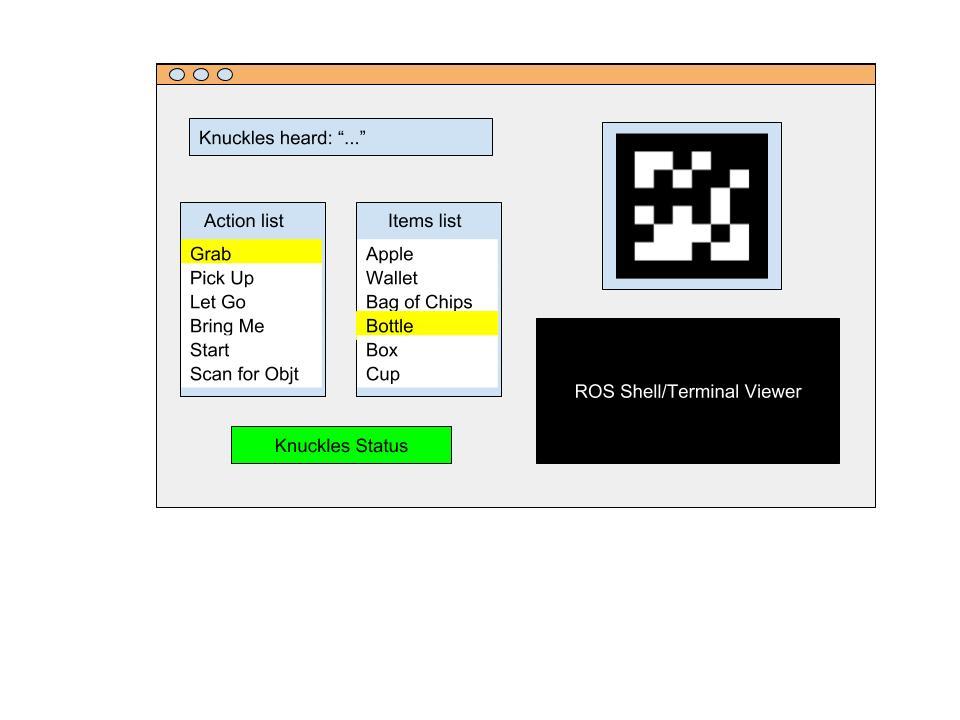 Knuckles heard: “...”
Action list
Grab
Pick Up
Let Go
Bring Me
Start
Scan for Objt
Items list
Apple
Wallet
Bag of Chips
Bottle
Box
Cup
Knuckles Status
ROS Shell/Terminal Viewer